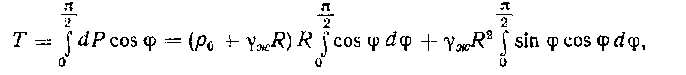 T = ∫₀^{π/2} dP cos φ = (p₀ + γ_ж R) R ∫₀^{π/2} cos φ dφ + γ_ж R² ∫₀^{π/2} sin φ cos φ dφ,